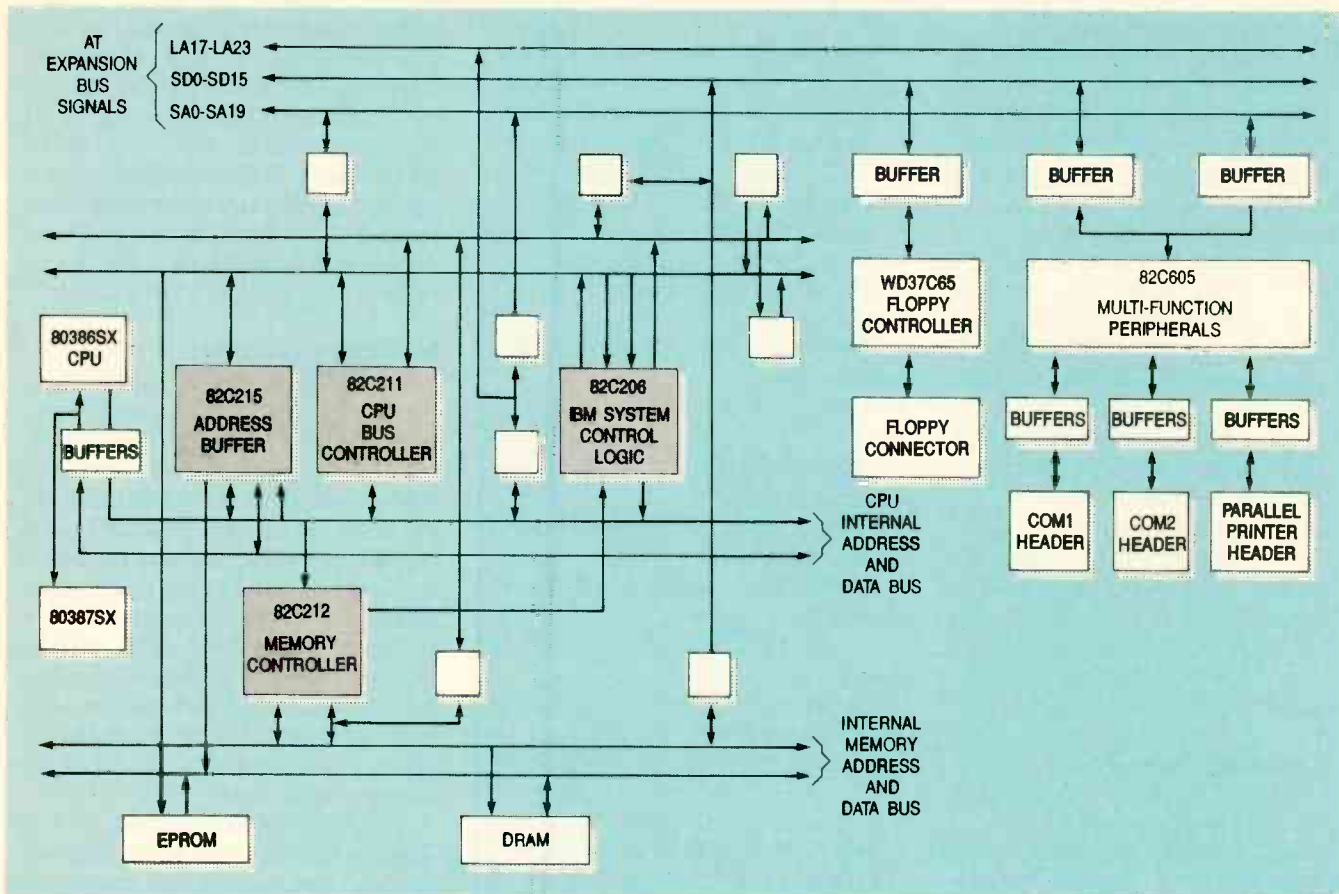 AT
EXPANSION
BUS
SIGNALS
LA17-LA23
SD0-SD15
SA0-SA19
BUFFER
BUFFER
BUFFER
80386SX
CPU
BUFFERS
80387SX
82C215
ADDRESS
BUFFER
82C211
CPU
BUS
CONTROLLER
82C206
IBM SYSTEM
CONTROL
LOGIC
WD37C65
FLOPPY
CONTROLLER
FLOPPY
CONNECTOR
82C605
MULTI-FUNCTION
PERIPHERALS
BUFFERS
BUFFERS
BUFFERS
COM1
HEADER
COM2
HEADER
PARALLEL
PRINTER
HEADER
CPU
INTERNAL
ADDRESS
AND
DATA BUS
82C212
MEMORY
CONTROLLER
INTERNAL
MEMORY
ADDRESS
AND
DATA BUS
EPROM
DRAM